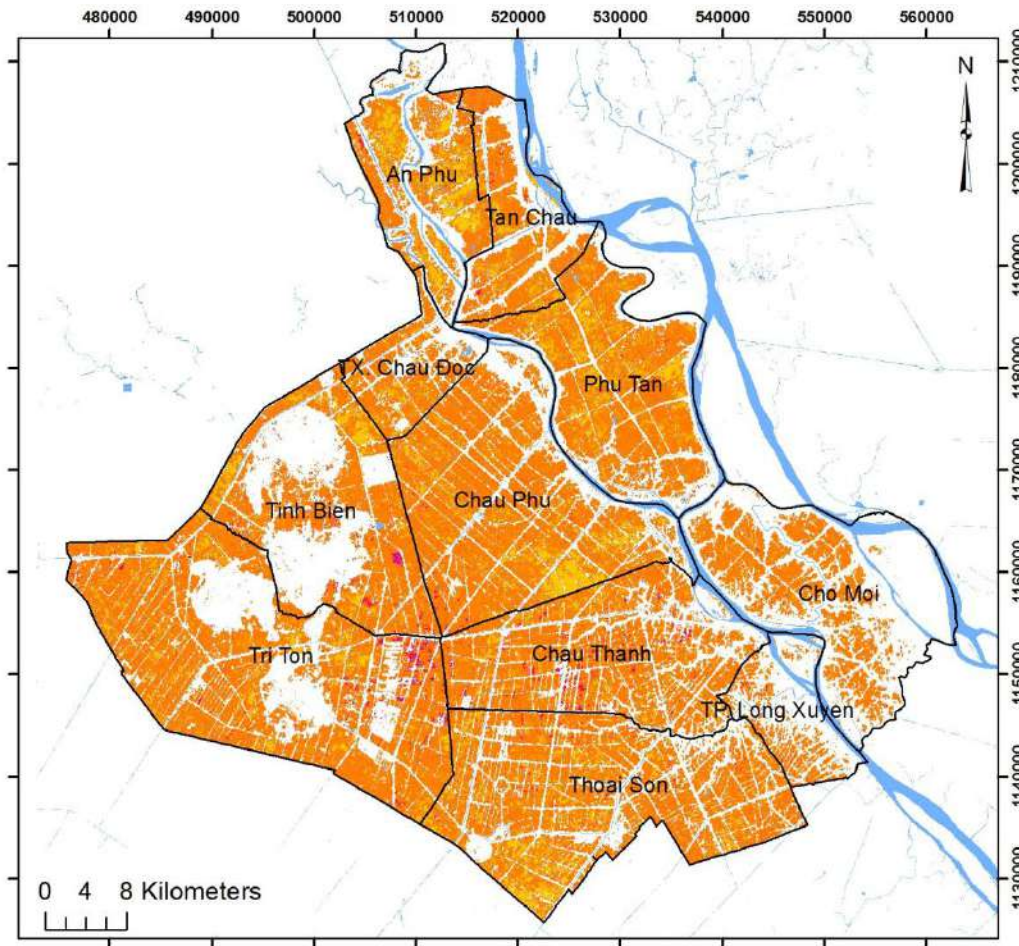 480000 490000 500000 510000 520000 530000 540000 550000 560000
1210000
N
An Phu
1200000
Tan Chau
1190000
TX. Chau Đoc
1180000
Phu Tan
1170000
Chau Phu
Tinh Bien
1160000
Cho Moi
Tri Ton
Chau Thanh
1150000
TP. Long Xuyen
Thoai Son
1140000
1130000
0 4 8 Kilometers